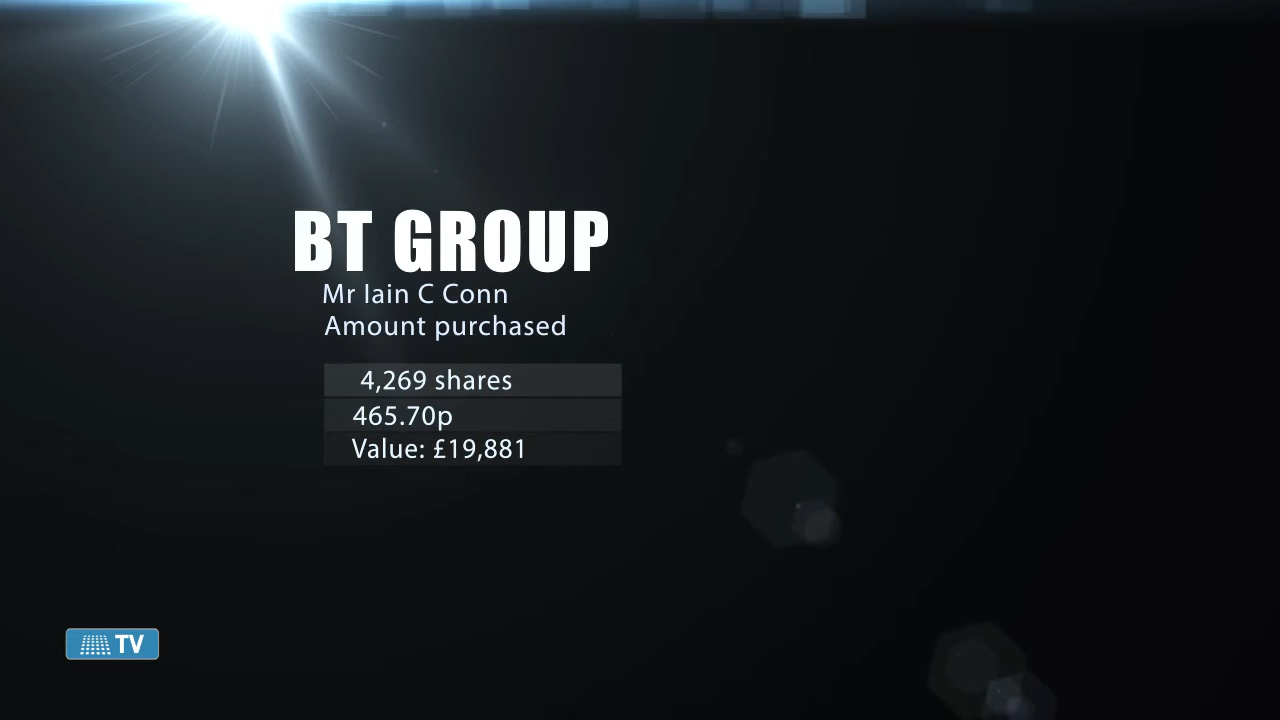 BT GROUP
Mr Iain C Conn
Amount purchased
4,269 shares
465.70p
Value: £19,881
TV